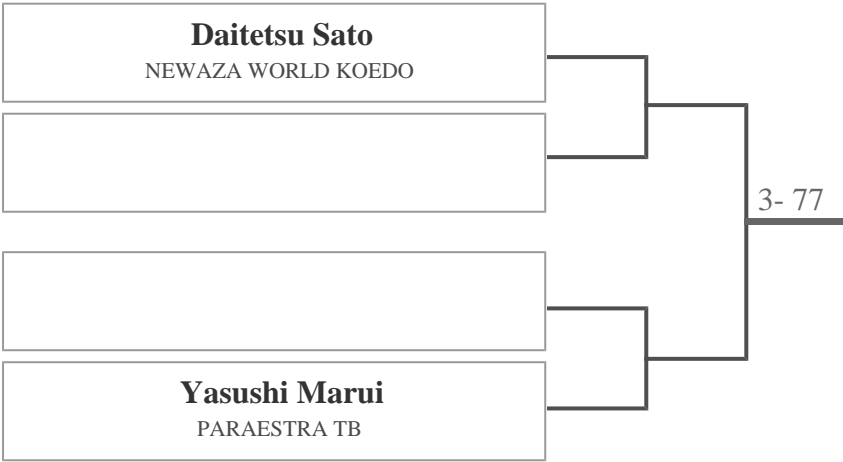 Daitetsu Sato
NEWAZA WORLD KOEDO
3- 77
Yasushi Marui
PARAESTRA TB